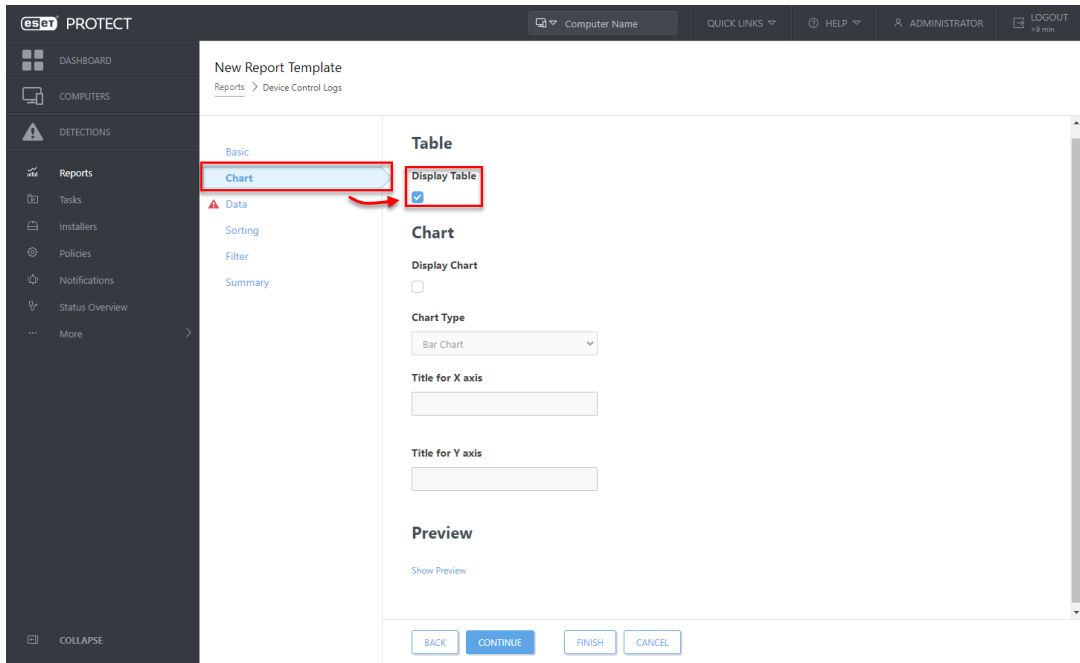 eset PROTECT
Computer Name
QUICK LINKS
HELP
ADMINISTRATOR
LOGOUT
>9 min
DASHBOARD
COMPUTERS
DETECTIONS
Reports
Tasks
Installers
Policies
Notifications
Status Overview
More
COLLAPSE
New Report Template
Reports > Device Control Logs
Basic
Chart
Data
Sorting
Filter
Summary
Table
Display Table
Chart
Display Chart
Chart Type
Bar Chart
Title for X axis
Title for Y axis
Preview
Show Preview
BACK
CONTINUE
FINISH
CANCEL